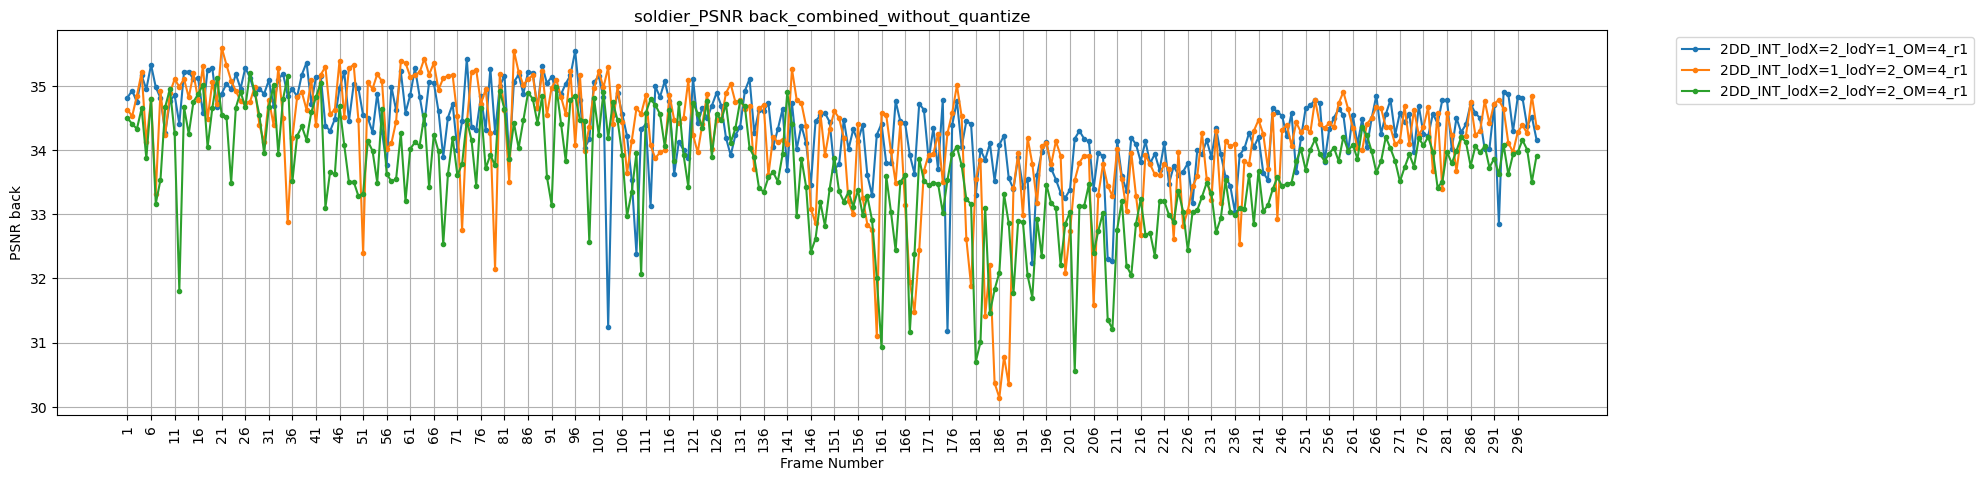 soldier_PSNR back_combined_without_quantize
PSNR back
35
34
33
32
31
30
1 6 11 16 21 26 31 36 41 46 51 56 61 66 71 76 81 86 91 96 101 106 111 116 121 126 131 136 141 146 151 156 161 166 171 176 181 186 191 196 201 206 211 216 221 226 231 236 241 246 251 256 261 266 271 276 281 286 291 296
Frame Number
2DD_INT_lodX=2_lodY=1_OM=4_r1
2DD_INT_lodX=1_lodY=2_OM=4_r1
2DD_INT_lodX=2_lodY=2_OM=4_r1